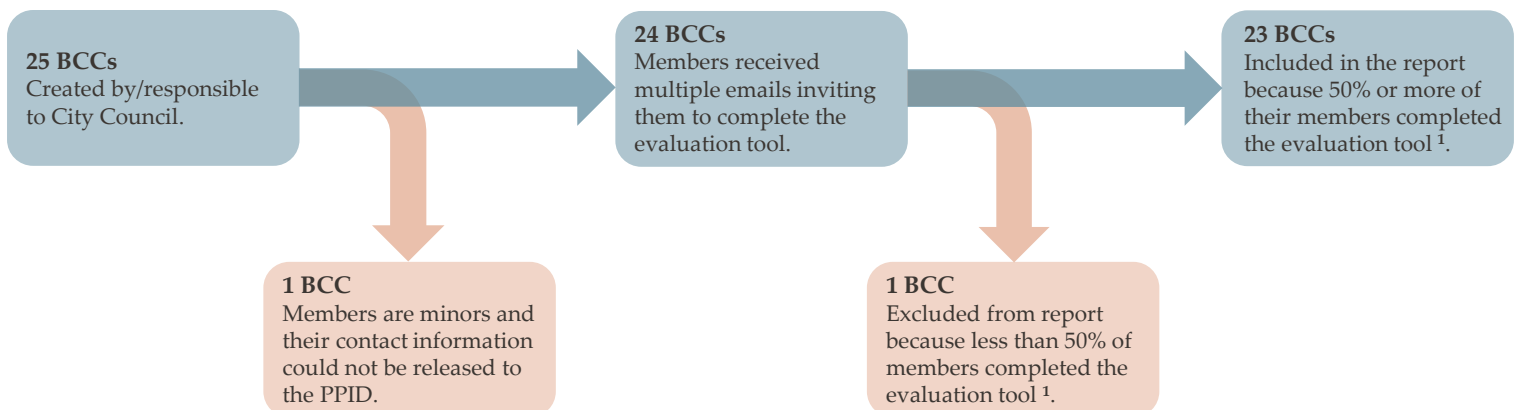 25 BCCs
Created by/responsible
to City Council.
24 BCCs
Members received
multiple emails inviting
them to complete the
evaluation tool.
23 BCCs
Included in the report
because 50% or more of
their members completed
the evaluation tool ¹.
1 BCC
Members are minors and
their contact information
could not be released to
the PPID.
1 BCC
Excluded from report
because less than 50% of
members completed the
evaluation tool ¹.